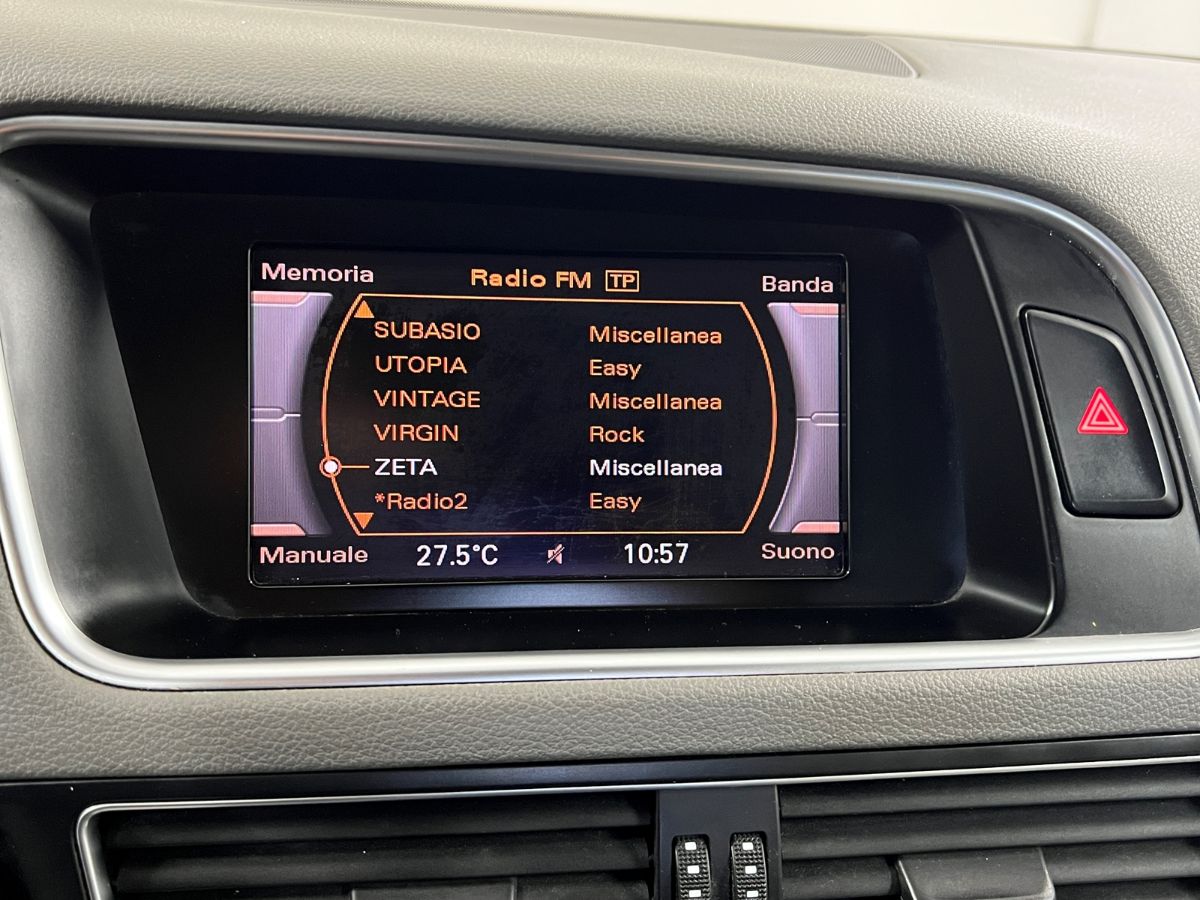 Memoria Radio FM TP Banda
SUBASIO Miscellanea
UTOPIA Easy
VINTAGE Miscellanea
VIRGIN Rock
ZETA Miscellanea
*Radio2 Easy
Manuale 27.5°C 10:57 Suono